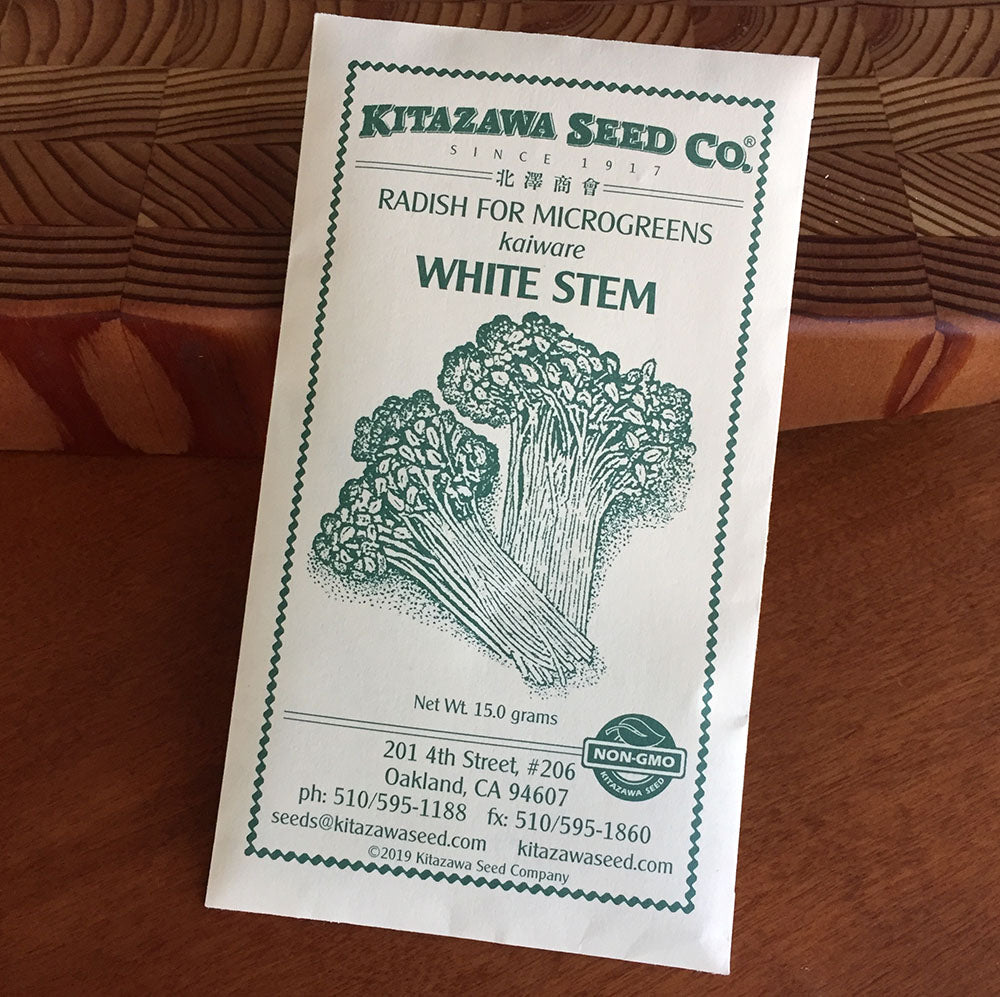 KITAZAWA SEED CO.®
SINCE 1917
北澤商會
RADISH FOR MICROGREENS
kaiware
WHITE STEM
Net Wt. 15.0 grams
NON-GMO
KITAZAWA SEED
201 4th Street, #206
Oakland, CA 94607
ph: 510/595-1188 fx: 510/595-1860
seeds@kitazawaseed.com kitazawaseed.com
©2019 Kitazawa Seed Company